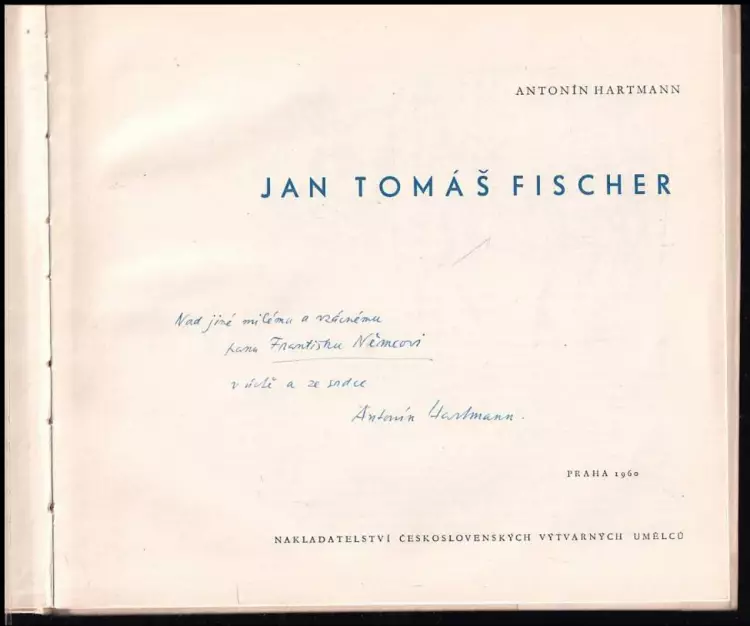 ANTONÍN HARTMANN
JAN TOMÁŠ FISCHER
Nad jiné milému a vzácnému
panu Františku Němcovi
v úctě a ze srdce
Antonín Hartmann.
PRAHA 1960
NAKLADATELSTVÍ ČESKOSLOVENSKÝCH VÝTVARNÝCH UMĚLCŮ